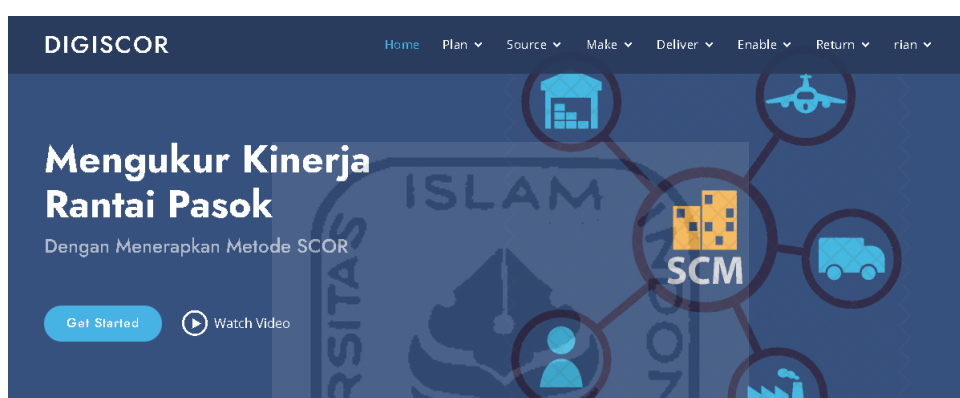 DIGISCOR
Home Plan Source Make Deliver Enable Return rian
Mengukur Kinerja
Rantai Pasok
Dengan Menerapkan Metode SCOR
Get Started Watch Video
SCM
ISLAM